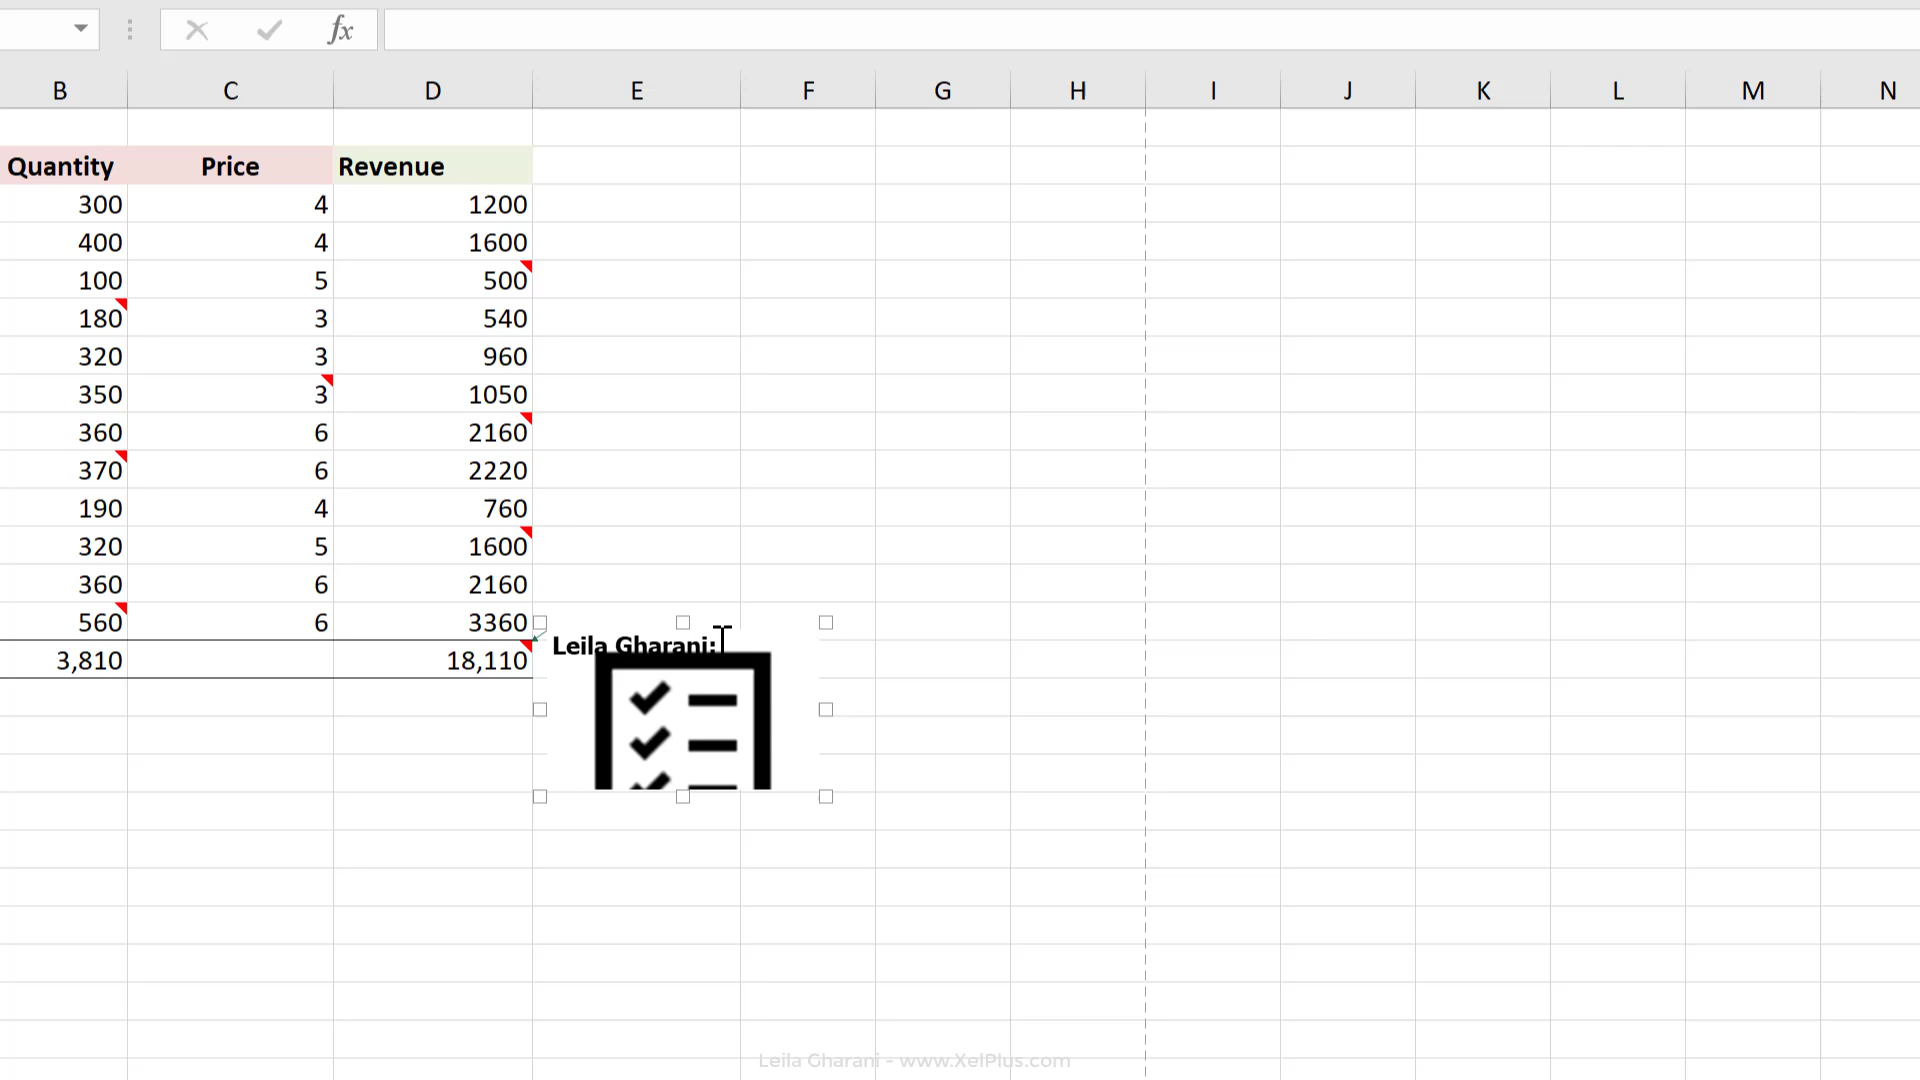 fx
B C D E F G H I J K L M N
Quantity Price Revenue
300 4 1200
400 4 1600
100 5 500
180 3 540
320 3 960
350 3 1050
360 6 2160
370 6 2220
190 4 760
320 5 1600
360 6 2160
560 6 3360
Leila Gharani:
3,810 18,110
Leila Gharani - www.XelPlus.com